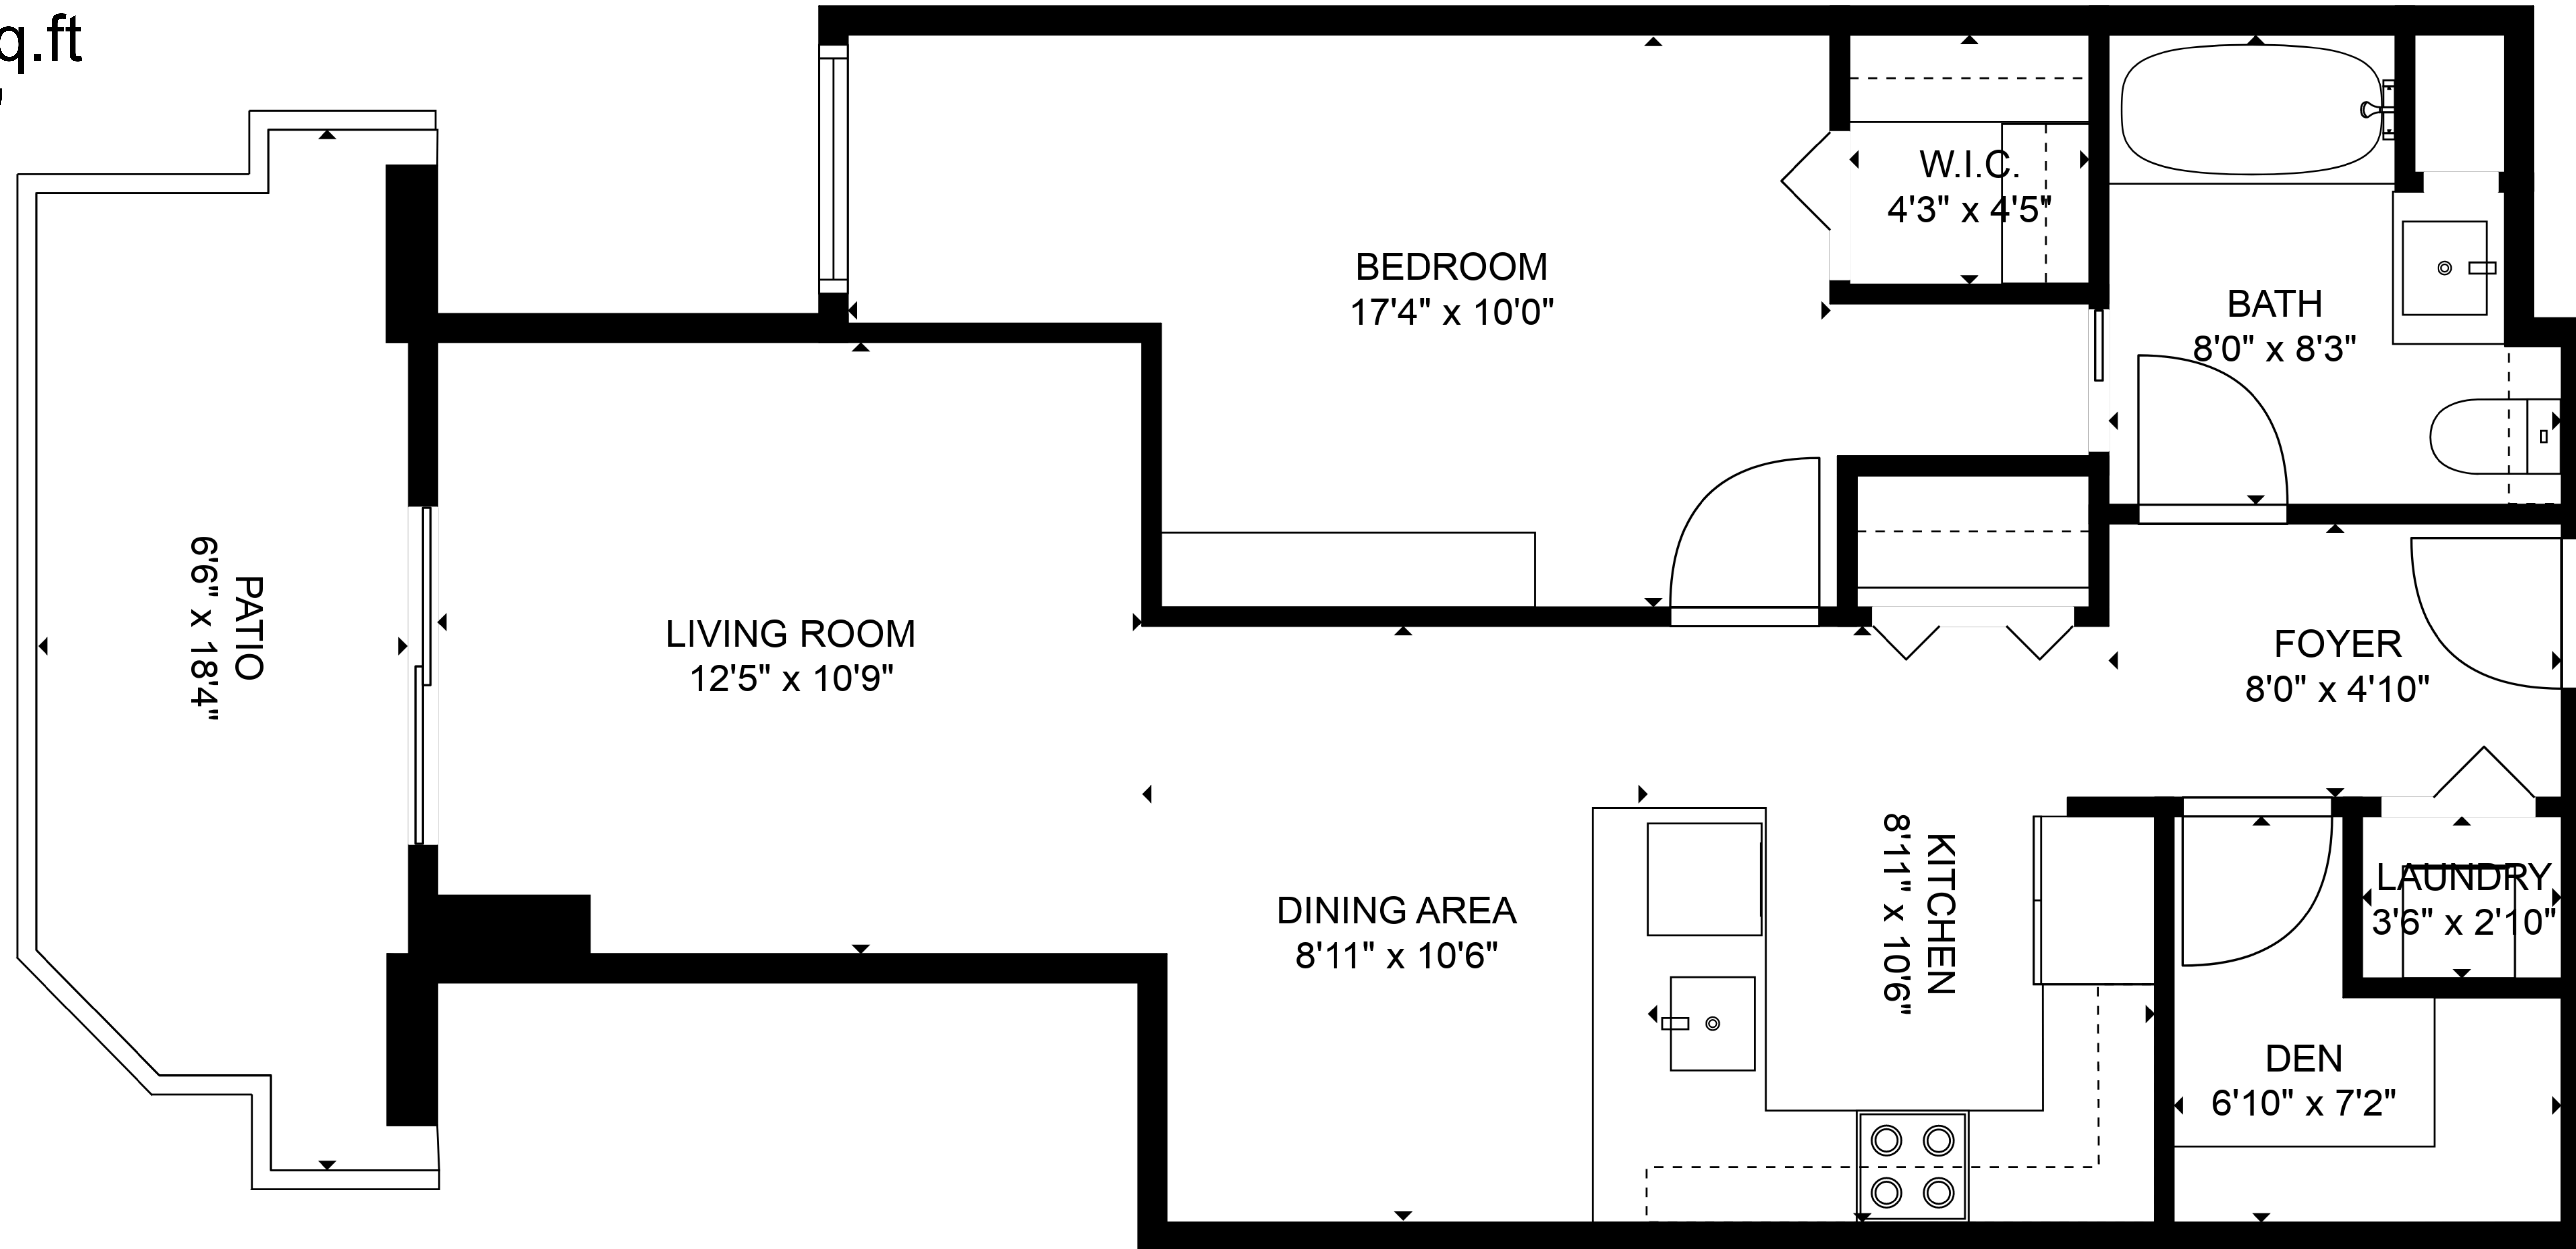 q.ft
BEDROOM
17'4" x 10'0"
W.I.C.
4'3" x 4'5"
BATH
8'0" x 8'3"
PATIO
6'6" x 18'4"
LIVING ROOM
12'5" x 10'9"
FOYER
8'0" x 4'10"
DINING AREA
8'11" x 10'6"
KITCHEN
8'11" x 10'6"
LAUNDRY
3'6" x 2'10"
DEN
6'10" x 7'2"